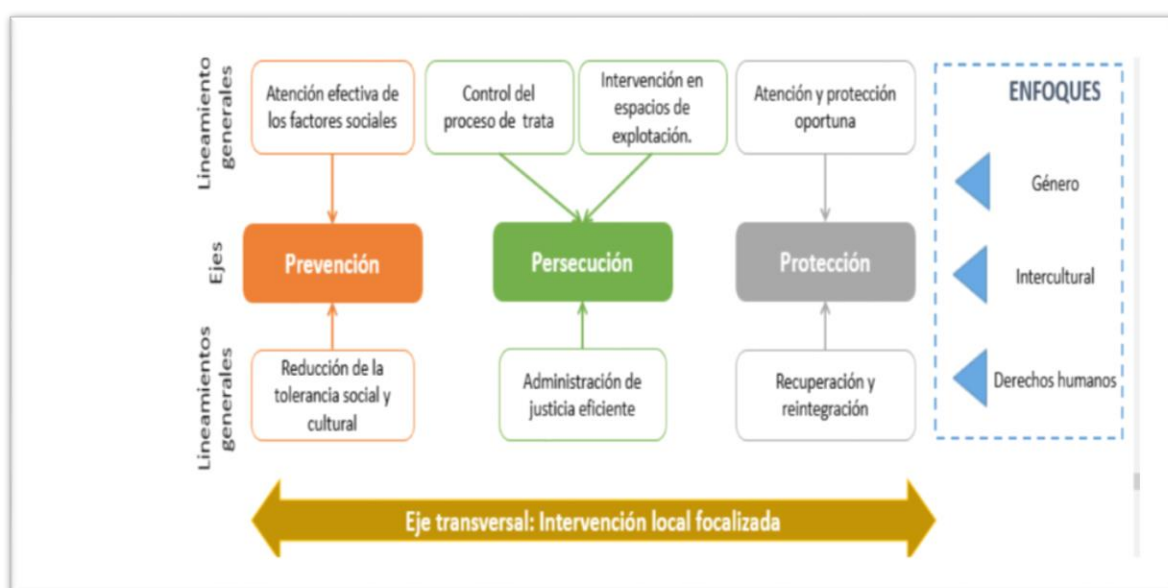 Lineamiento
generales
Atención efectiva de
los factores sociales
Control del
proceso de trata
Intervención en
espacios de
explotación.
Atención y protección
oportuna
ENFOQUES
Género
Intercultural
Derechos humanos
Ejes
Prevención
Persecución
Protección
Lineamientos
generales
Reducción de la
tolerancia social y
cultural
Administración de
justicia eficiente
Recuperación y
reintegración
Eje transversal: Intervención local focalizada